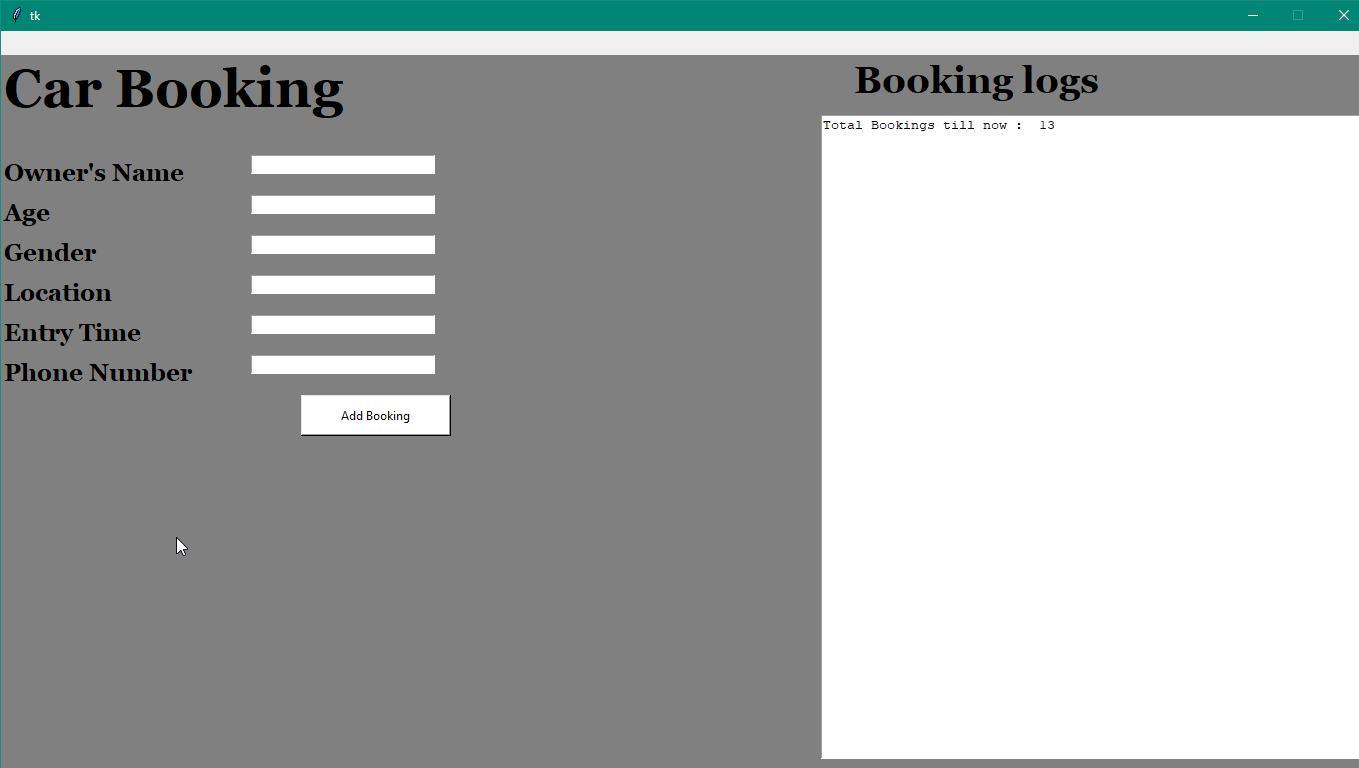 tk
Car Booking
Owner's Name
Age
Gender
Location
Entry Time
Phone Number
Add Booking
Booking logs
Total Bookings till now :  13